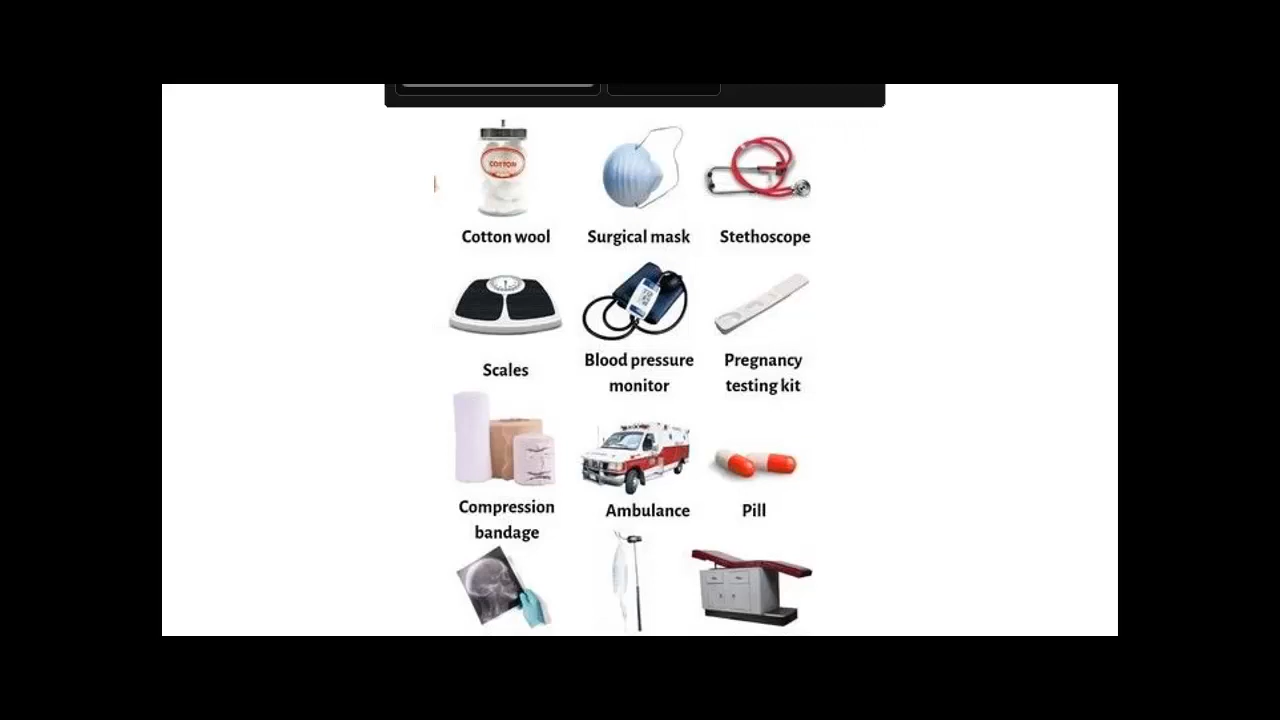 COTTON
Cotton wool
Surgical mask
Stethoscope
Scales
Blood pressure
monitor
Pregnancy
testing kit
Compression
bandage
Ambulance
Pill